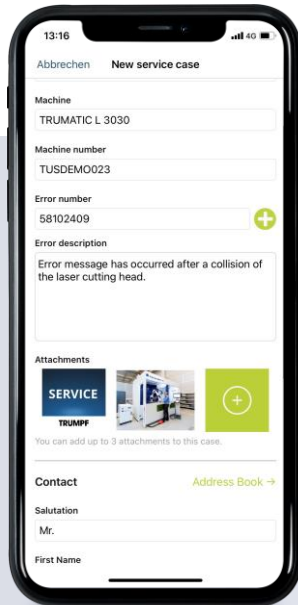 13:16
4G
Abbrechen New service case
Machine
TRUMATIC L 3030
Machine number
TUSDEMO023
Error number
58102409
Error description
Error message has occurred after a collision of
the laser cutting head.
Attachments
SERVICE
TRUMPF
You can add up to 3 attachments to this case.
Contact Address Book →
Salutation
Mr.
First Name